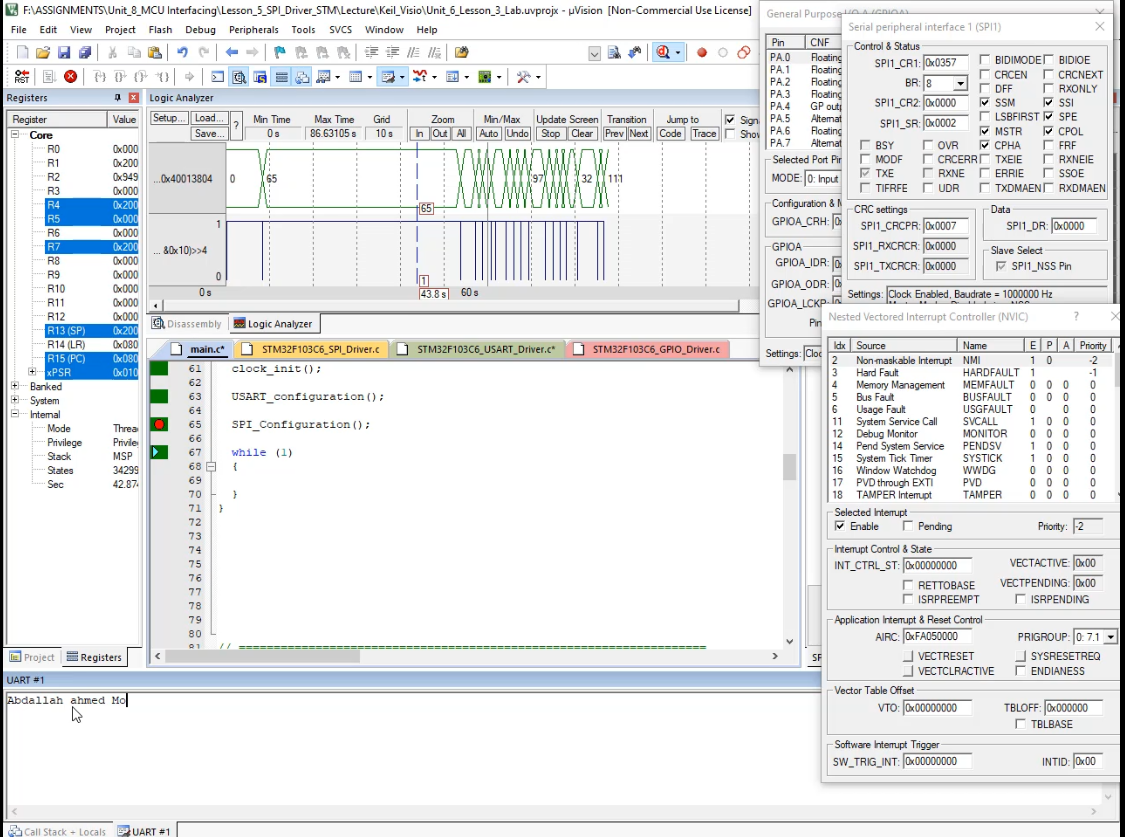 F:\ASSIGNMENTS\Unit_8_MCU Interfacing\Lesson_5_SPI_Driver_STM\Lecture\Keil_Visio\Unit_6_Lesson_3_Lab.uvprojx - µVision [Non-Commercial Use License]
File Edit View Project Flash Debug Peripherals Tools SVCS Window Help
Registers
Register Value
Core
R0 0x000
R1 0x200
R2 0x949
R3 0x000
R4 0x200
R5 0x000
R6 0x000
R7 0x200
R8 0x000
R9 0x000
R10 0x000
R11 0x000
R12 0x000
R13 (SP) 0x200
R14 (LR) 0x080
R15 (PC) 0x080
xPSR 0x010
Banked
System
Internal
Mode Threa
Privilege Privile
Stack MSP
States 34299
Sec 42.874
Project Registers
Logic Analyzer
Setup... Load... Save... ?
Min Time Max Time Grid Zoom Min/Max Update Screen Transition Jump to Sign
0 s 86.63105 s 10 s In Out All Auto Undo Stop Clear Prev Next Code Trace Show
...0x40013804 0 65 97 32 111
65
1
... &0x10)>>4
0 1
0 s 43.8 s 60 s
Disassembly Logic Analyzer
main.c* STM32F103C6_SPI_Driver.c STM32F103C6_USART_Driver.c* STM32F103C6_GPIO_Driver.c
61 clock_init();
62
63 USART_configuration();
64
65 SPI_Configuration();
66
67 while (1)
68 {
69
70 }
71 }
72
73
74
75
76
77
78
79
80
81 // ==========
UART #1
Abdallah ahmed Mo
Call Stack + Locals UART #1
General Purpose I/O A (GPIOA)
Pin CNF
PA.0 Floating
PA.1 Floating
PA.2 Floating
PA.3 Floating
PA.4 GP outp
PA.5 Alternat
PA.6 Floating
PA.7 Alternat
Selected Port Pin
MODE: 0: Input
Configuration & M
GPIOA_CRH: 0x
GPIOA
GPIOA_IDR: 0x
GPIOA_ODR: 0x
GPIOA_LCKR:
Pin
Settings: Cloc
Serial peripheral interface 1 (SPI1)
Control & Status
SPI1_CR1: 0x0357
BR: 8
SPI1_CR2: 0x0000
SPI1_SR: 0x0002
BIDIMODE BIDIOE
CRCEN CRCNEXT
DFF RXONLY
SSM SSI
LSBFIRST SPE
MSTR CPOL
BSY OVR CPHA FRF
MODF CRCERR TXEIE RXNEIE
TXE RXNE ERRIE SSOE
TIFRFE UDR TXDMAEN RXDMAEN
CRC settings
SPI1_CRCPR: 0x0007
SPI1_RXCRCR: 0x0000
SPI1_TXCRCR: 0x0000
Data
SPI1_DR: 0x0000
Slave Select
SPI1_NSS Pin
Settings: Clock Enabled, Baudrate = 1000000 Hz
Nested Vectored Interrupt Controller (NVIC) ?
Idx Source Name E P A Priority
2 Non-maskable Interrupt NMI 1 0 -2
3 Hard Fault HARDFAULT 1 -1
4 Memory Management MEMFAULT 0 0 0 0
5 Bus Fault BUSFAULT 0 0 0 0
6 Usage Fault USGFAULT 0 0 0 0
11 System Service Call SVCALL 1 0 0 0
12 Debug Monitor MONITOR 0 0 0 0
14 Pend System Service PENDSV 1 0 0 0
15 System Tick Timer SYSTICK 1 0 0 0
16 Window Watchdog WWDG 0 0 0 0
17 PVD through EXTI PVD 0 0 0 0
18 TAMPER Interrupt TAMPER 0 0 0 0
Selected Interrupt
Enable Pending Priority: -2
Interrupt Control & State
INT_CTRL_ST: 0x00000000 VECTACTIVE: 0x00
RETTOBASE VECTPENDING: 0x00
ISRPREEMPT ISRPENDING
Application Interrupt & Reset Control
AIRC: 0xFA050000 PRIGROUP: 0: 7.1
VECTRESET SYSRESETREQ
VECTCLRACTIVE ENDIANESS
Vector Table Offset
VTO: 0x00000000 TBLOFF: 0x000000
TBLBASE
Software Interrupt Trigger
SW_TRIG_INT: 0x00000000 INTID: 0x00